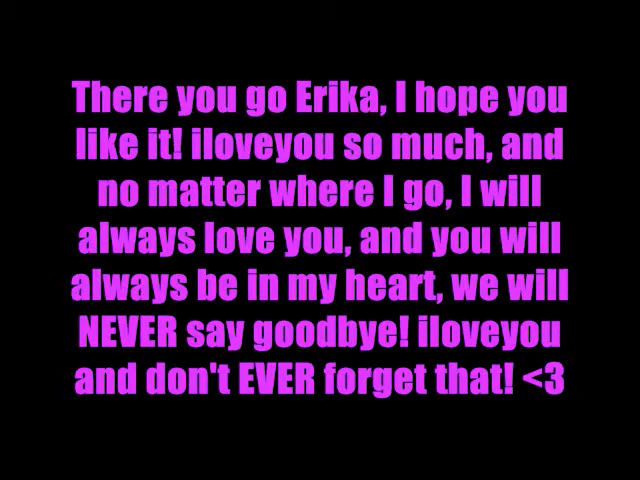 There you go Erika, I hope you
like it! iloveyou so much, and
no matter where I go, I will
always love you, and you will
always be in my heart, we will
NEVER say goodbye! iloveyou
and don't EVER forget that! <3